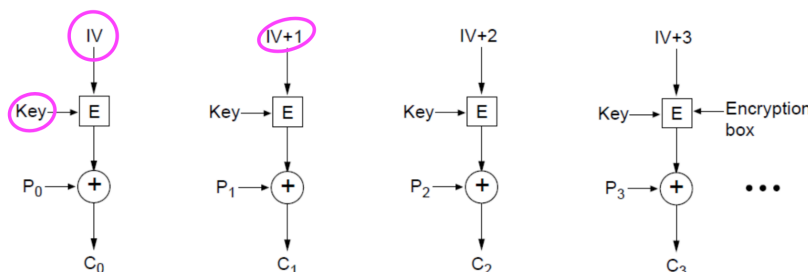 IV IV+1 IV+2 IV+3
Key E Key E Key E Key E Encryption
box
P₀ + P₁ + P₂ + P₃ + •••
C₀ C₁ C₂ C₃